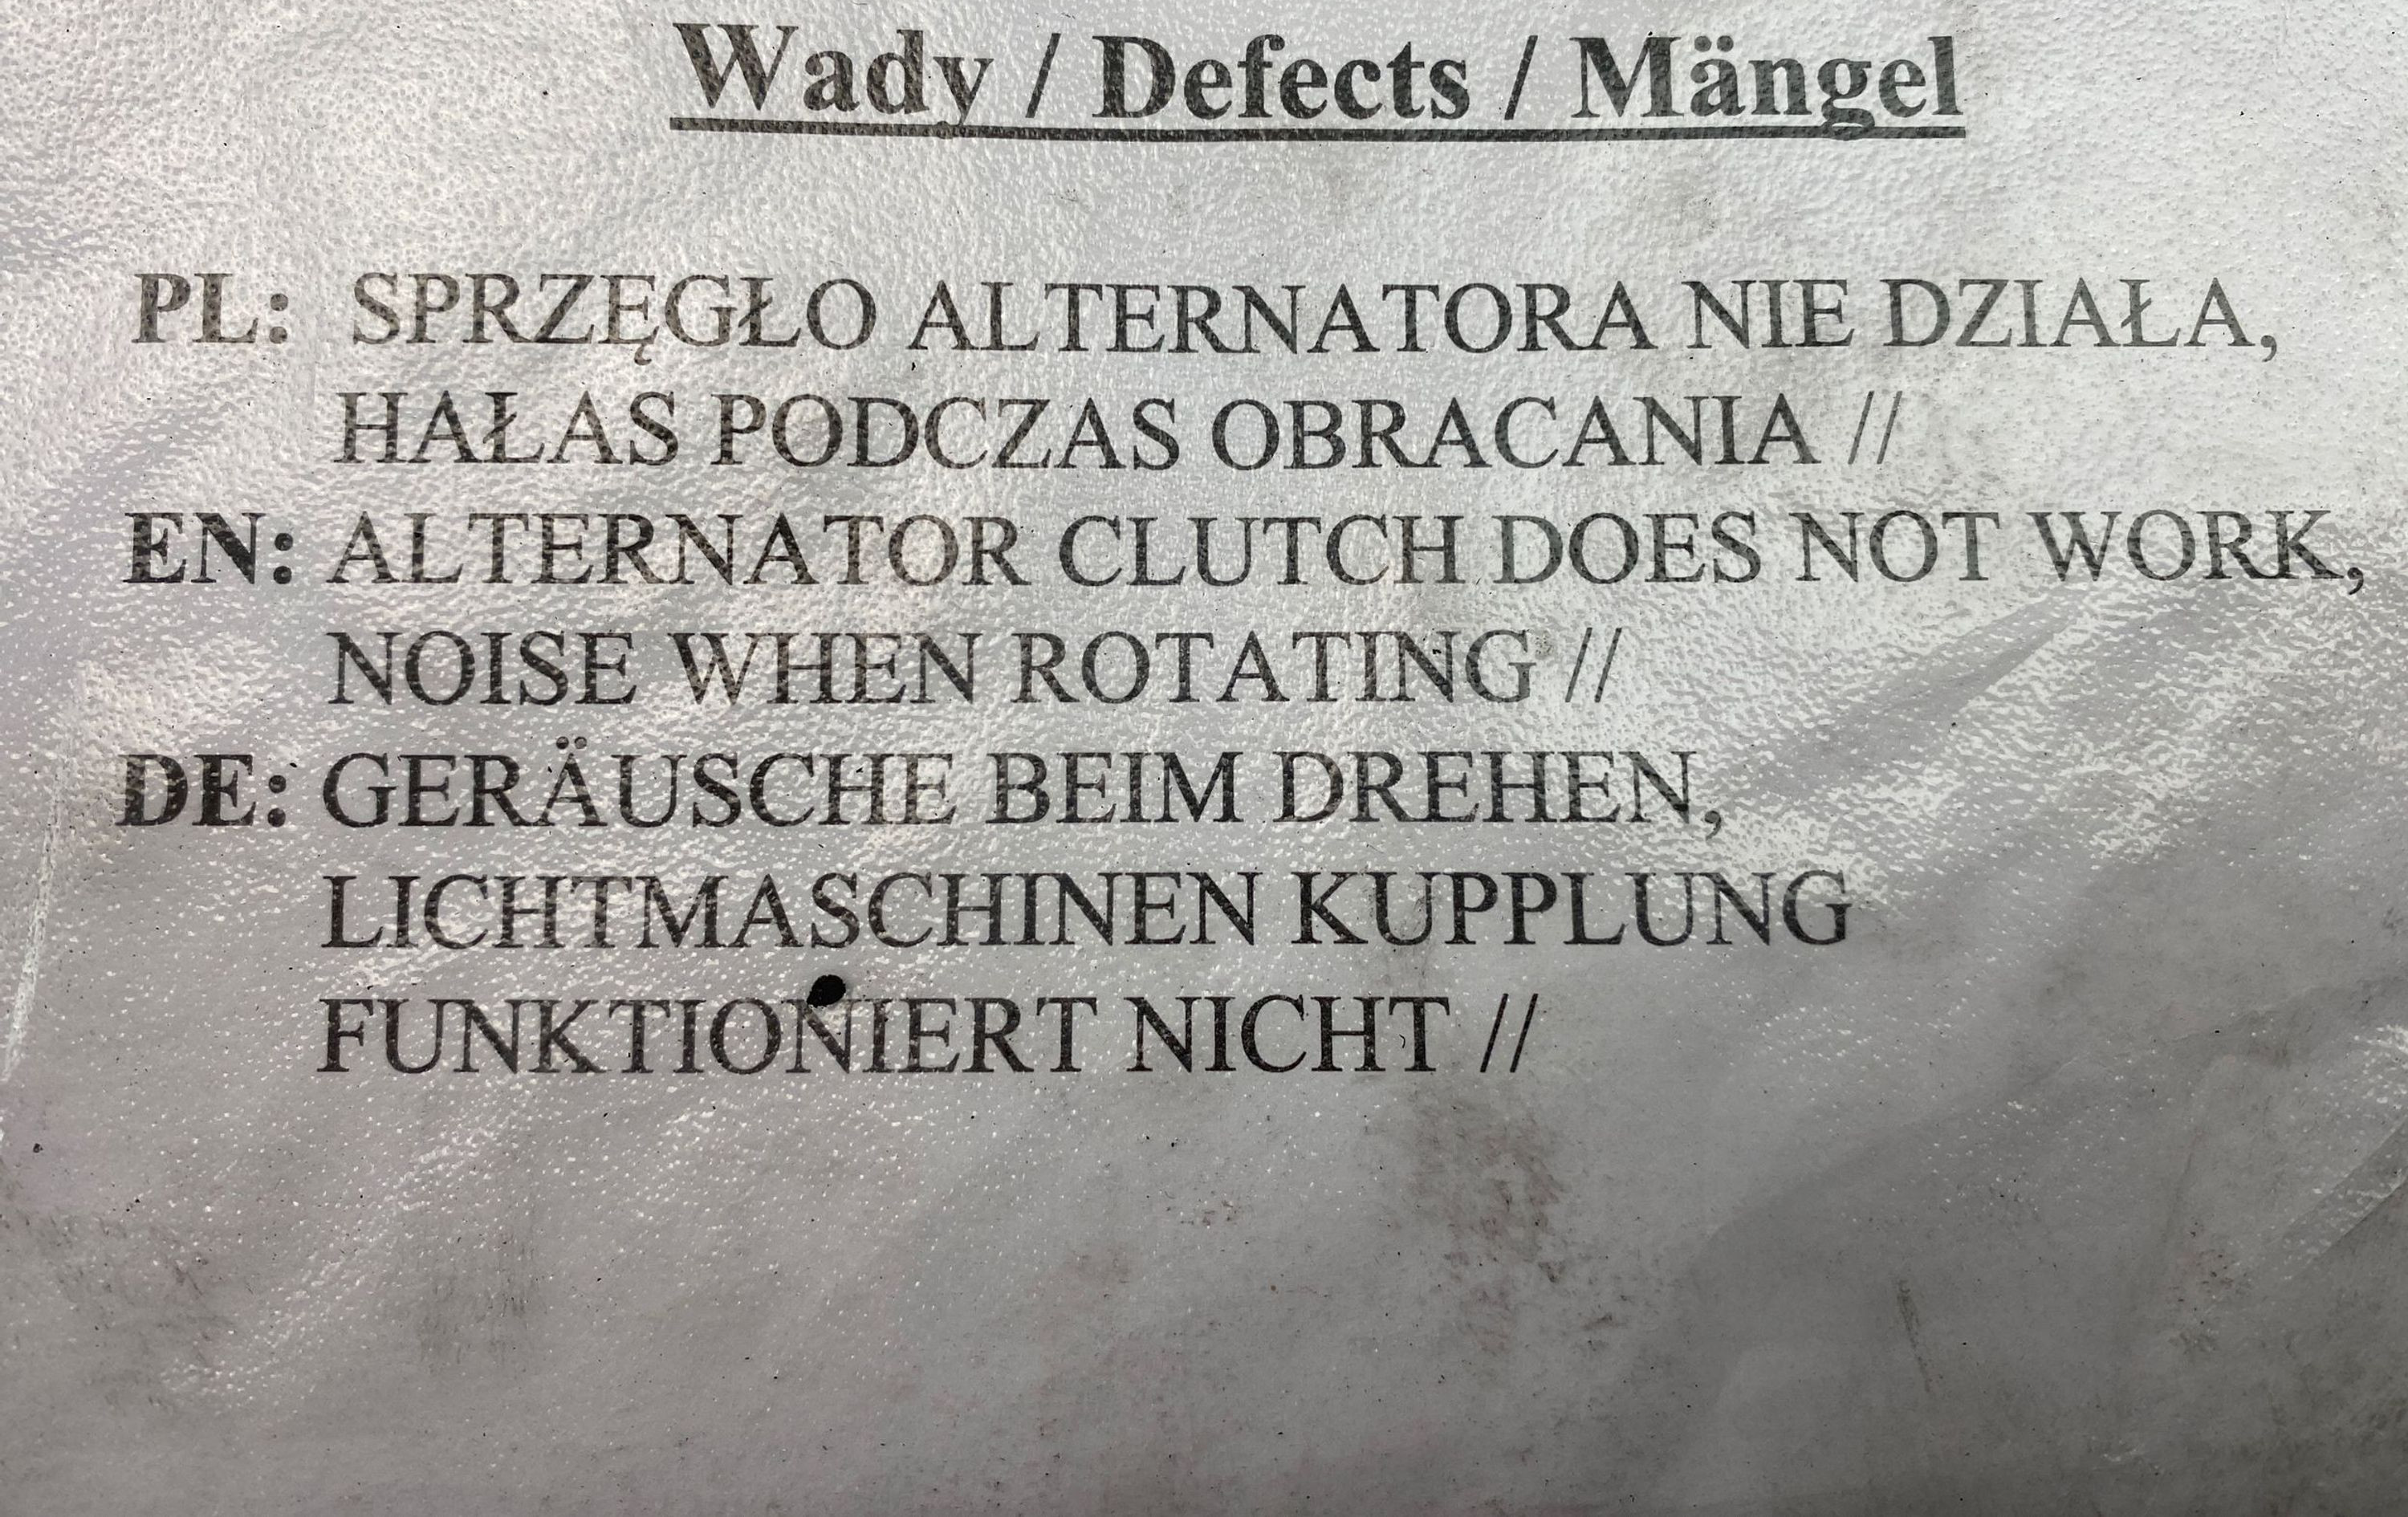 Wady / Defects / Mängel
PL: SPRZĘGŁO ALTERNATORA NIE DZIAŁA,
HAŁAS PODCZAS OBRACANIA //
EN: ALTERNATOR CLUTCH DOES NOT WORK,
NOISE WHEN ROTATING //
DE: GERÄUSCHE BEIM DREHEN,
LICHTMASCHINEN KUPPLUNG
FUNKTIONIERT NICHT //